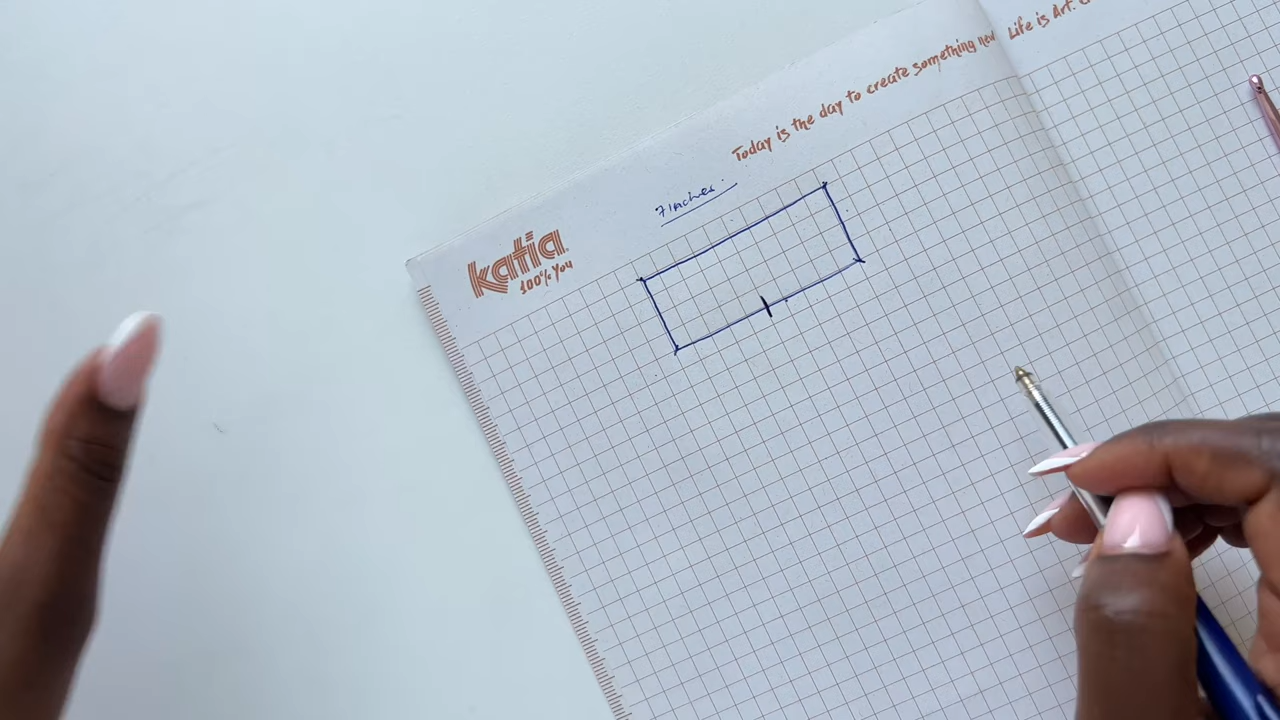 Today is the day to create something new
Life is Art.
7 inches
katia
100% You